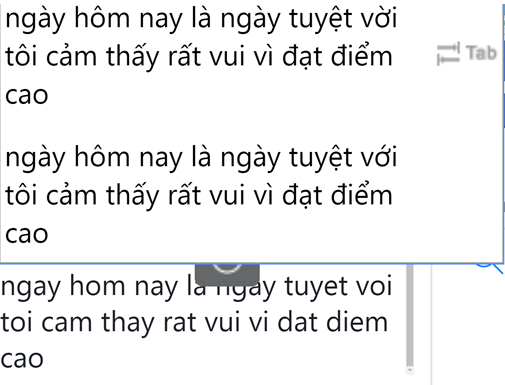 ngày hôm nay là ngày tuyệt vời
tôi cảm thấy rất vui vì đạt điểm
cao
Tab
ngày hôm nay là ngày tuyệt với
tôi cảm thấy rất vui vì đạt điểm
cao
ngay hom nay la ngay tuyet voi
toi cam thay rat vui vi dat diem
cao